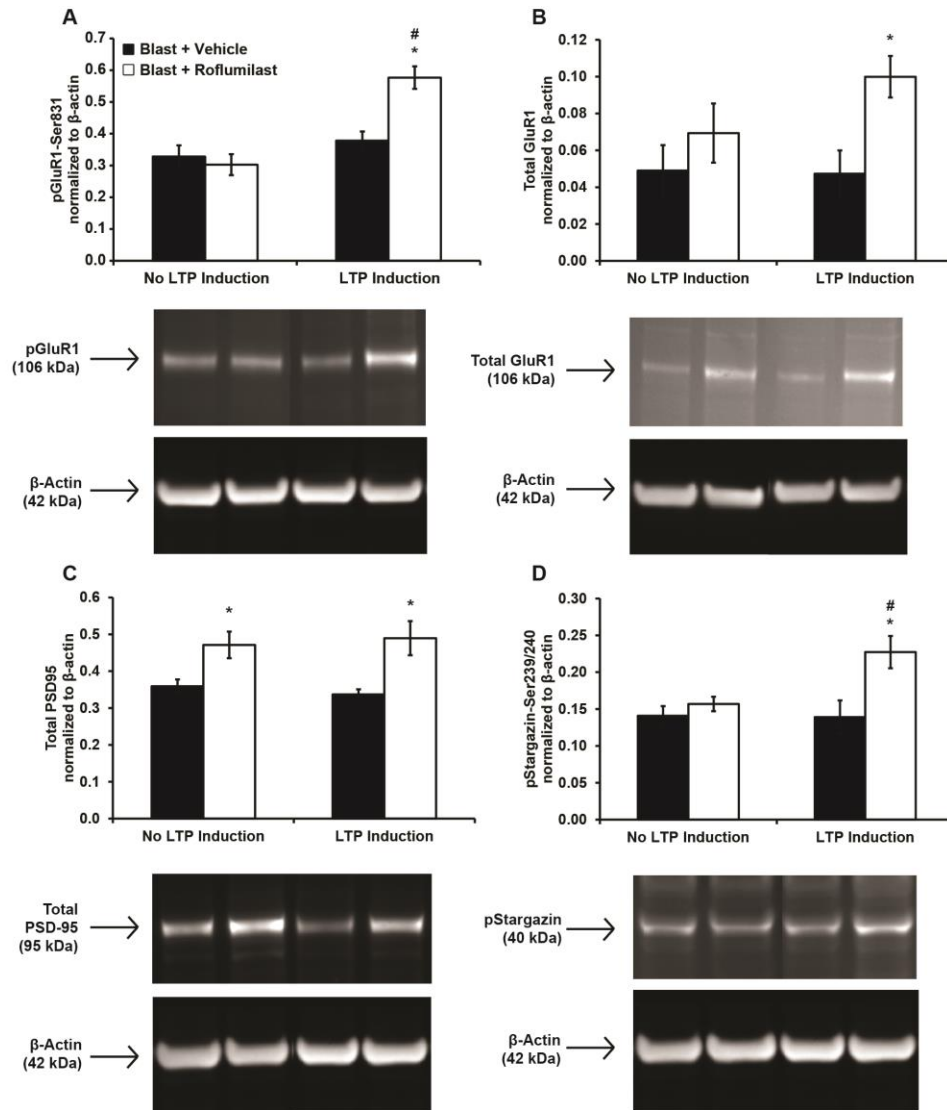 A
pGluR1-Ser831
normalized to β-actin
0.7
0.6
0.5
0.4
0.3
0.2
0.1
0.0
Blast + Vehicle
Blast + Roflumilast
#
*
No LTP Induction
LTP Induction
pGluR1
(106 kDa)
β-Actin
(42 kDa)
B
Total GluR1
normalized to β-actin
0.12
0.10
0.08
0.06
0.04
0.02
0.00
*
No LTP Induction
LTP Induction
Total GluR1
(106 kDa)
β-Actin
(42 kDa)
C
Total PSD95
normalized to β-actin
0.6
0.5
0.4
0.3
0.2
0.1
0.0
*
*
No LTP Induction
LTP Induction
Total
PSD-95
(95 kDa)
β-Actin
(42 kDa)
D
pStargazin-Ser239/240
normalized to β-actin
0.30
0.25
0.20
0.15
0.10
0.05
0.00
#
*
No LTP Induction
LTP Induction
pStargazin
(40 kDa)
β-Actin
(42 kDa)